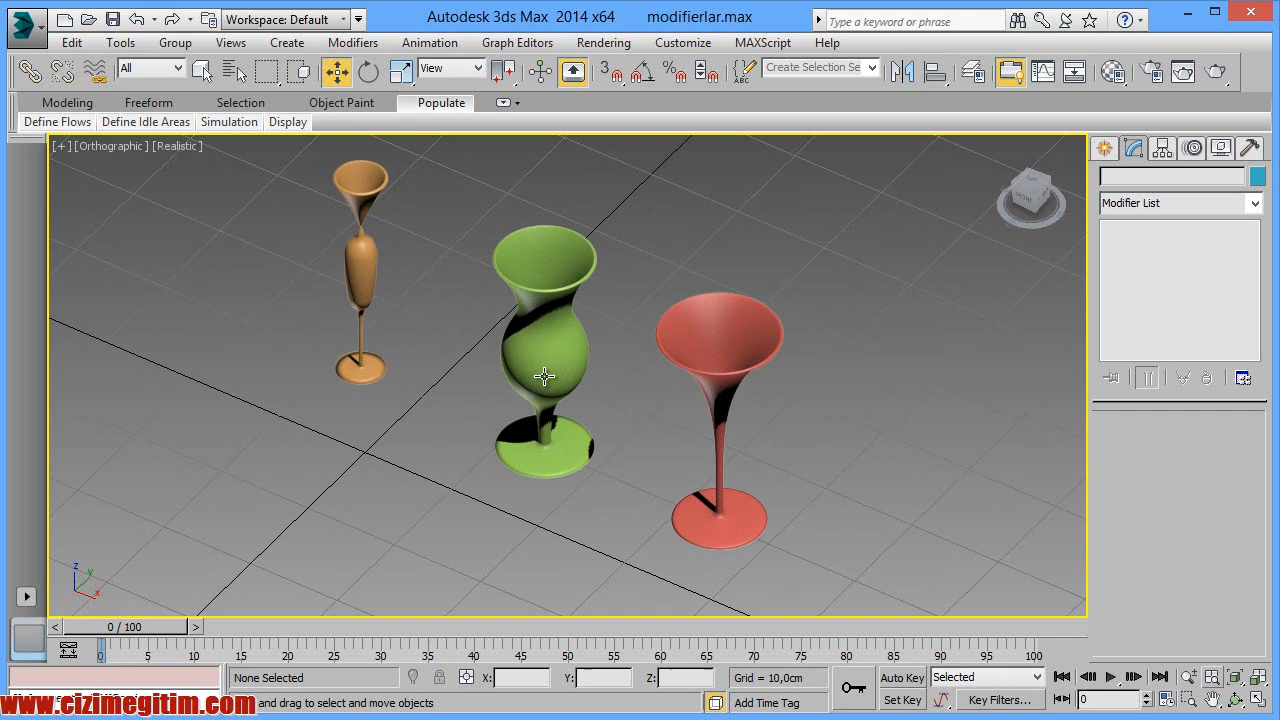 Workspace: Default
Autodesk 3ds Max 2014 x64 modifierlar.max
Type a keyword or phrase
Edit Tools Group Views Create Modifiers Animation Graph Editors Rendering Customize MAXScript Help
All
View
3
ABC
Create Selection Se
Modeling Freeform Selection Object Paint Populate
Define Flows Define Idle Areas Simulation Display
[+] [Orthographic] [Realistic]
FRONT
Modifier List
z
y
x
< 0 / 100 >
0 5 10 15 20 25 30 35 40 45 50 55 60 65 70 75 80 85 90 95 100
None Selected X: Y: Z: Grid = 10,0cm Auto Key Selected
and drag to select and move objects Add Time Tag Set Key Key Filters... 0
www.cizimegitim.com